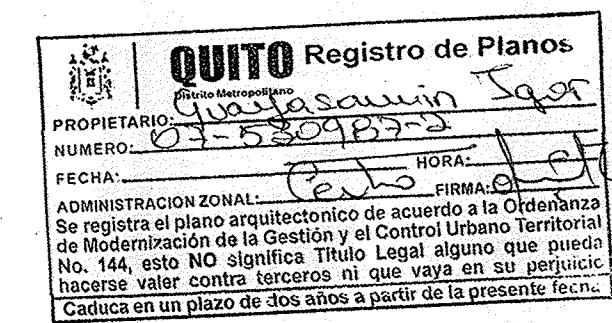 QUITO Registro de Planos
Distrito Metropolitano
PROPIETARIO: Guayasamin Igor
NUMERO: 07-530987-2
FECHA: HORA:
ADMINISTRACION ZONAL: Centro FIRMA:
Se registra el plano arquitectonico de acuerdo a la Ordenanza
de Modernización de la Gestión y el Control Urbano Territorial
No. 144, esto NO significa Titulo Legal alguno que pueda
hacerse valer contra terceros ni que vaya en su perjuicio
Caduca en un plazo de dos años a partir de la presente fecha